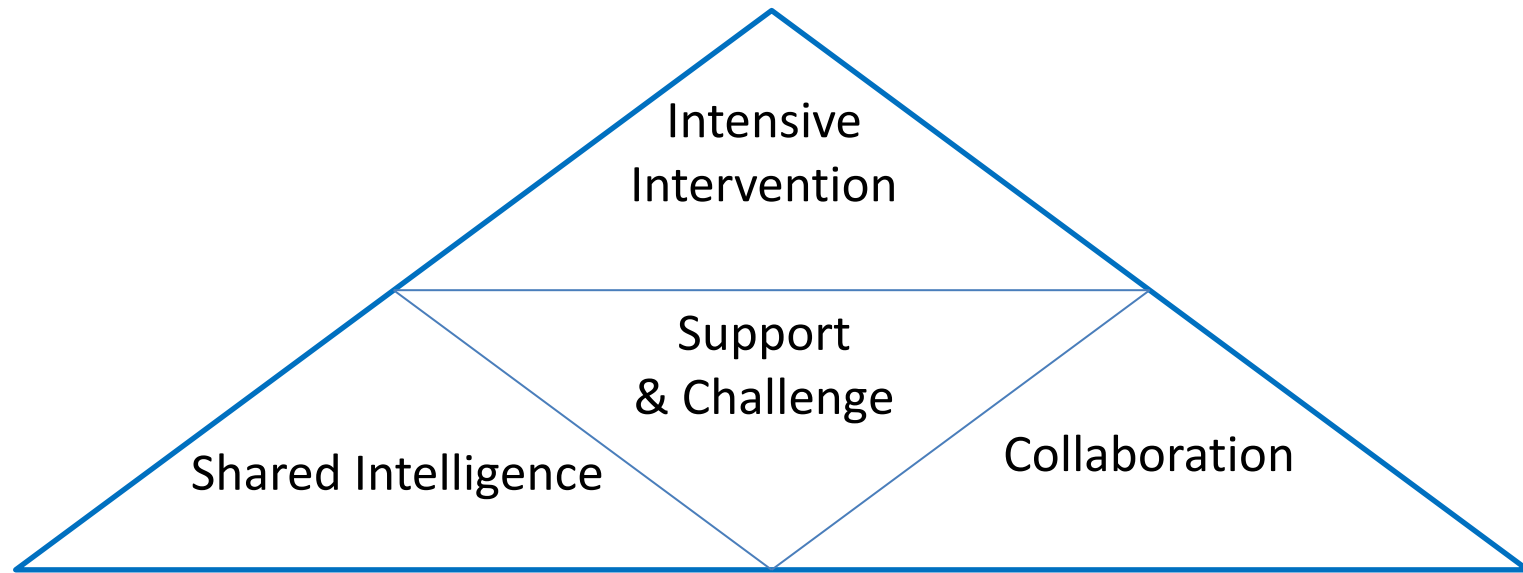 Intensive
Intervention
Support
& Challenge
Shared Intelligence
Collaboration